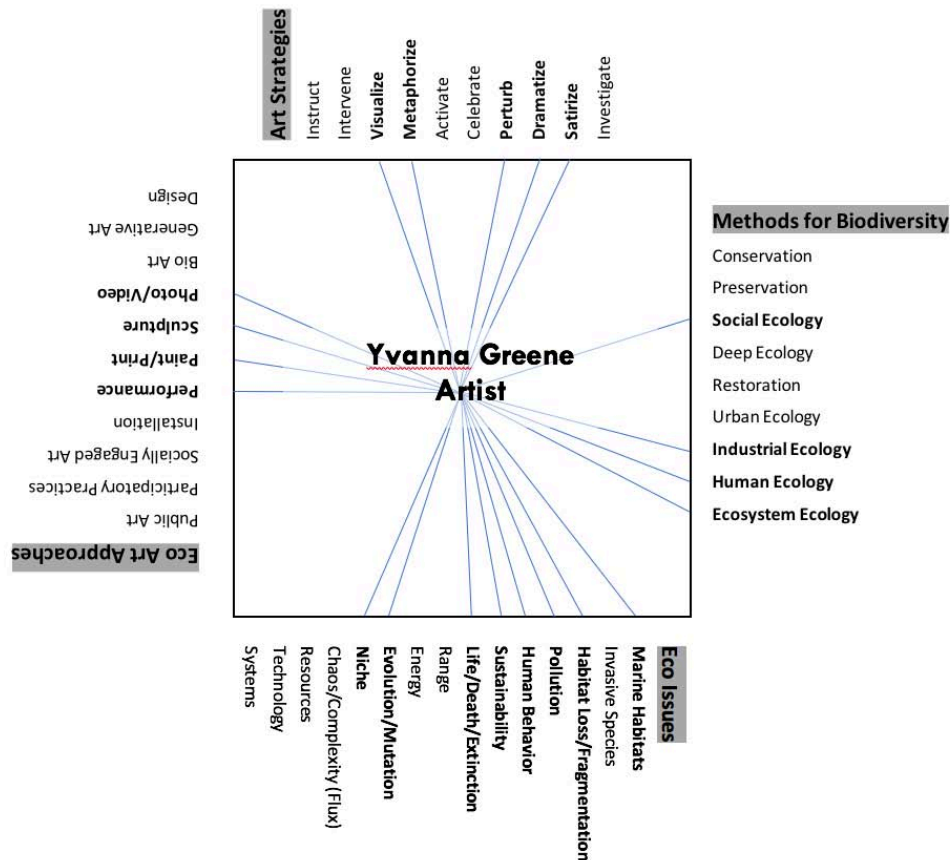 Art Strategies
Instruct
Intervene
Visualize
Metaphorize
Activate
Celebrate
Perturb
Dramatize
Satirize
Investigate
Design
Generative Art
Bio Art
Photo/Video
Sculpture
Paint/Print
Performance
Installation
Socially Engaged Art
Participatory Practices
Public Art
Eco Art Approaches
Yvanna Greene
Artist
Methods for Biodiversity
Conservation
Preservation
Social Ecology
Deep Ecology
Restoration
Urban Ecology
Industrial Ecology
Human Ecology
Ecosystem Ecology
Eco Issues
Marine Habitats
Invasive Species
Habitat Loss/Fragmentation
Pollution
Human Behavior
Sustainability
Life/Death/Extinction
Range
Energy
Evolution/Mutation
Niche
Chaos/Complexity (Flux)
Resources
Technology
Systems